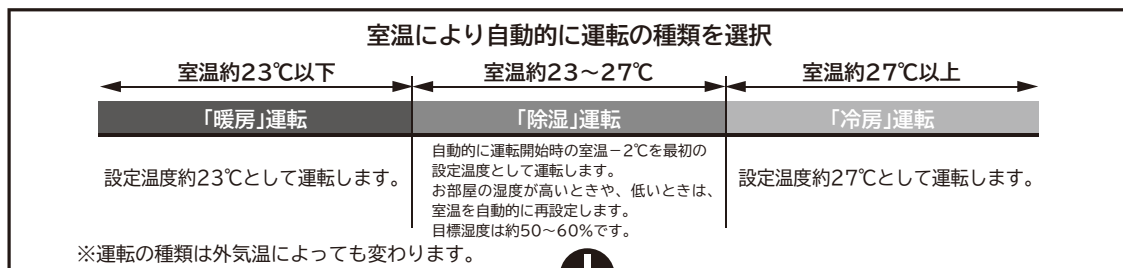 室温により自動的に運転の種類を選択
室温約23℃以下
室温約23～27℃
室温約27℃以上
「暖房」運転
「除湿」運転
「冷房」運転
設定温度約23℃として運転します。
自動的に運転開始時の室温－2℃を最初の
設定温度として運転します。
お部屋の湿度が高いときや、低いときは、
室温を自動的に再設定します。
目標湿度は約50～60%です。
設定温度約27℃として運転します。
※運転の種類は外気温によっても変わります。